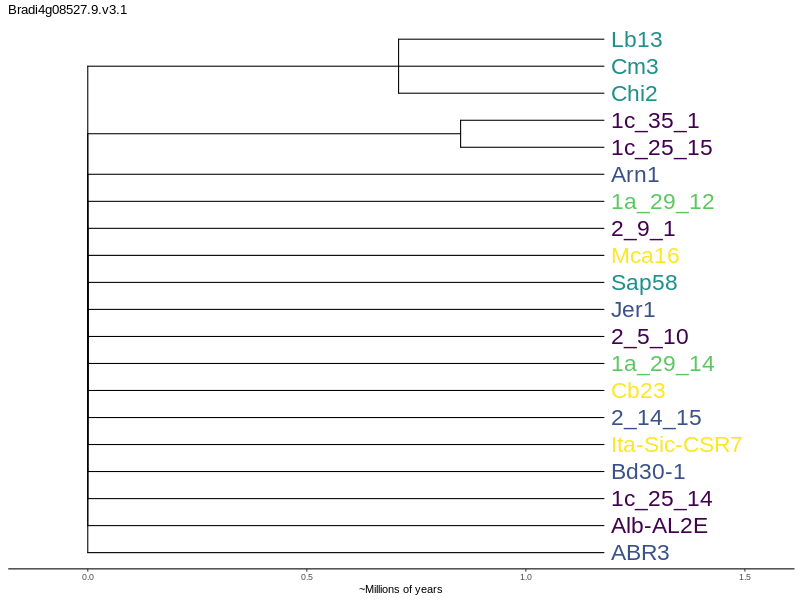 Bradi4g08527.9.v3.1
Lb13
Cm3
Chi2
1c_35_1
1c_25_15
Arn1
1a_29_12
2_9_1
Mca16
Sap58
Jer1
2_5_10
1a_29_14
Cb23
2_14_15
Ita-Sic-CSR7
Bd30-1
1c_25_14
Alb-AL2E
ABR3
0.0 0.5 1.0 1.5
~Millions of years